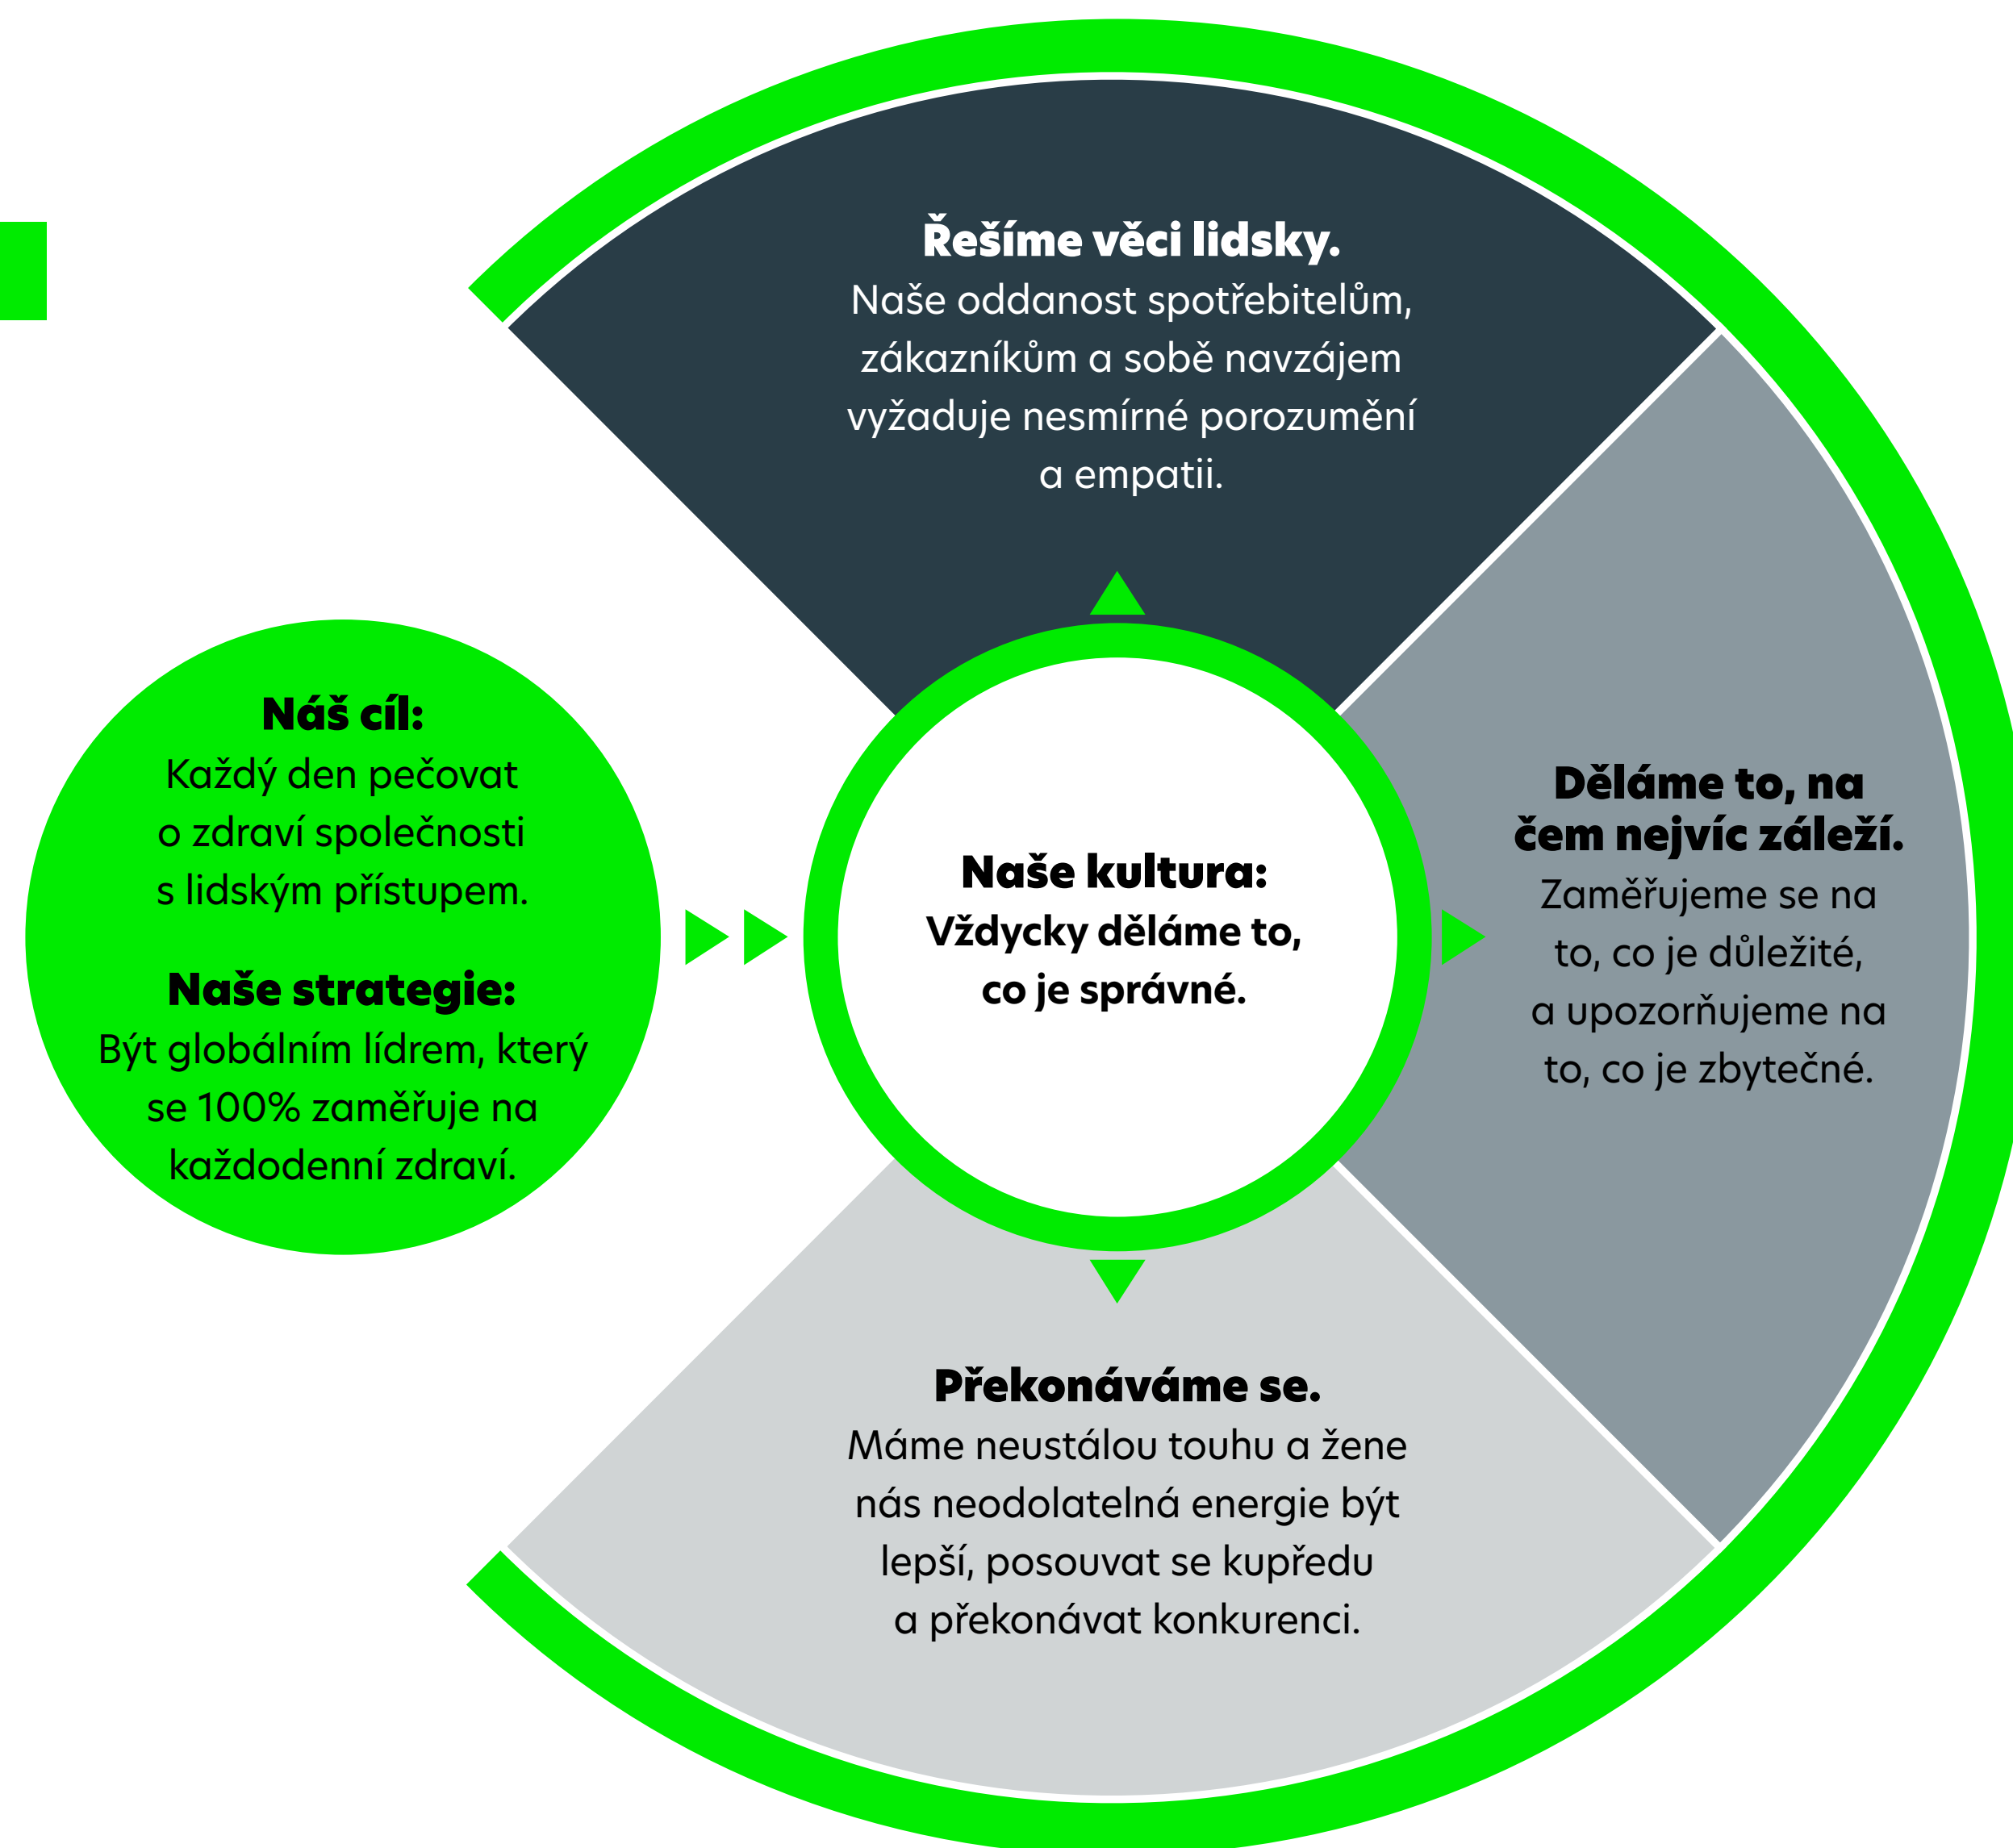 Náš cíl:
Každý den pečovat
o zdraví společnosti
s lidským přístupem.
Naše strategie:
Být globálním lídrem, který
se 100% zaměřuje na
každodenní zdraví.
Naše kultura:
Vždycky děláme to,
co je správné.
Řešíme věci lidsky.
Naše oddanost spotřebitelům,
zákazníkům a sobě navzájem
vyžaduje nesmírné porozumění
a empatii.
Děláme to, na
čem nejvíc záleží.
Zaměřujeme se na
to, co je důležité,
a upozorňujeme na
to, co je zbytečné.
Překonáváme se.
Máme neustálou touhu a žene
nás neodolatelná energie být
lepší, posouvat se kupředu
a překonávat konkurenci.